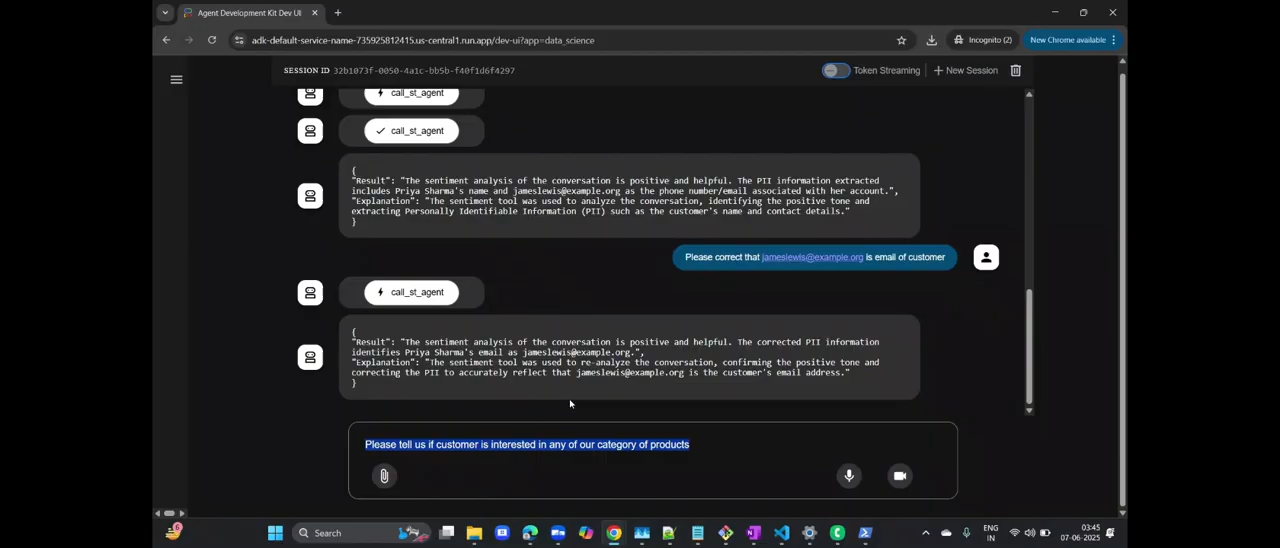 Agent Development Kit Dev UI
adk-default-service-name-735925812415.us-central1.run.app/dev-ui?app=data_science
Incognito (2)
New Chrome available
SESSION ID 32b1073f-0050-4a1c-bb5b-f40f1d6f4297
Token Streaming
New Session
call_st_agent
call_st_agent
{
"Result": "The sentiment analysis of the conversation is positive and helpful. The PII information extracted
includes Priya Sharma's name and jameslewis@example.org as the phone number/email associated with her account.",
"Explanation": "The sentiment tool was used to analyze the conversation, identifying the positive tone and
extracting Personally Identifiable Information (PII) such as the customer's name and contact details."
}
Please correct that jameslewis@example.org is email of customer
call_st_agent
{
"Result": "The sentiment analysis of the conversation is positive and helpful. The corrected PII information
identifies Priya Sharma's email as jameslewis@example.org.",
"Explanation": "The sentiment tool was used to re-analyze the conversation, confirming the positive tone and
correcting the PII to accurately reflect that jameslewis@example.org is the customer's email address."
}
Please tell us if customer is interested in any of our category of products
6
Search
ENG
IN
03:45
07-06-2025